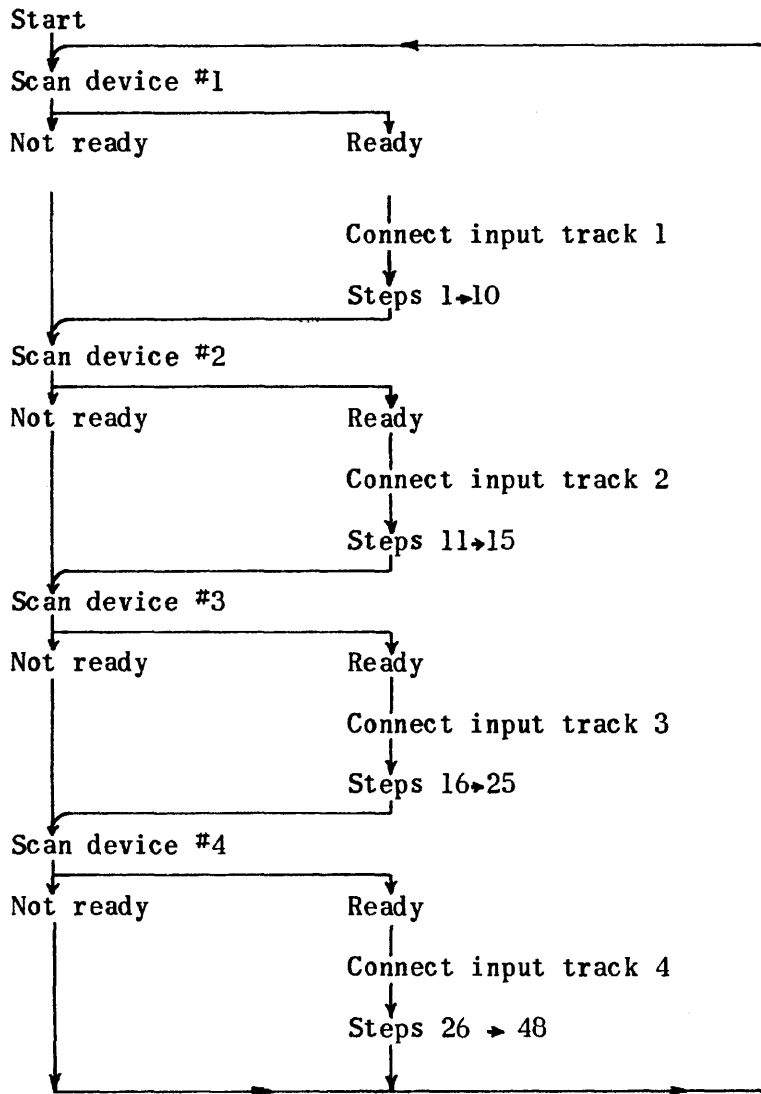 Start
Scan device #1
Not ready Ready
Connect input track 1
Steps 1→10
Scan device #2
Not ready Ready
Connect input track 2
Steps 11→15
Scan device #3
Not ready Ready
Connect input track 3
Steps 16→25
Scan device #4
Not ready Ready
Connect input track 4
Steps 26 → 48